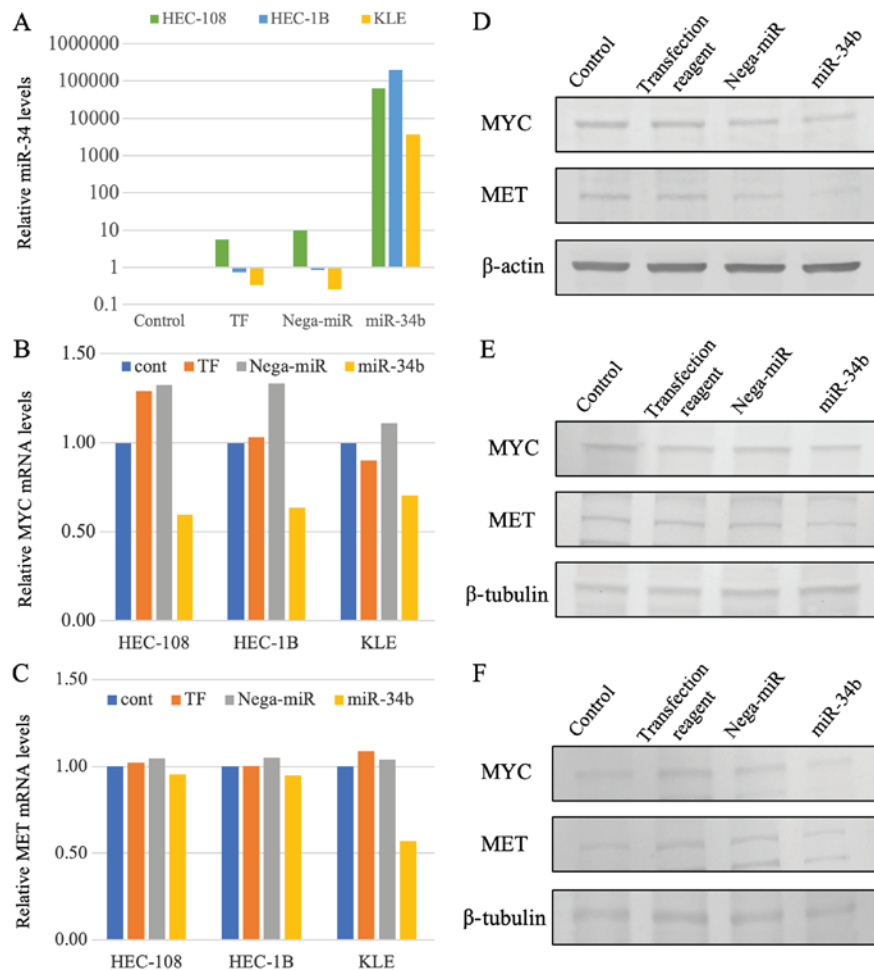 A
HEC-108 HEC-1B KLE
1000000
100000
10000
1000
100
10
1
0.1
Relative miR-34 levels
Control TF Nega-miR miR-34b
B
1.50
cont TF Nega-miR miR-34b
1.00
0.50
0.00
Relative MYC mRNA levels
HEC-108 HEC-1B KLE
C
1.50
cont TF Nega-miR miR-34b
1.00
0.50
0.00
Relative MET mRNA levels
HEC-108 HEC-1B KLE
D
Control
Transfection
reagent
Nega-miR
miR-34b
MYC
MET
β-actin
E
Control
Transfection
reagent
Nega-miR
miR-34b
MYC
MET
β-tubulin
F
Control
Transfection
reagent
Nega-miR
miR-34b
MYC
MET
β-tubulin